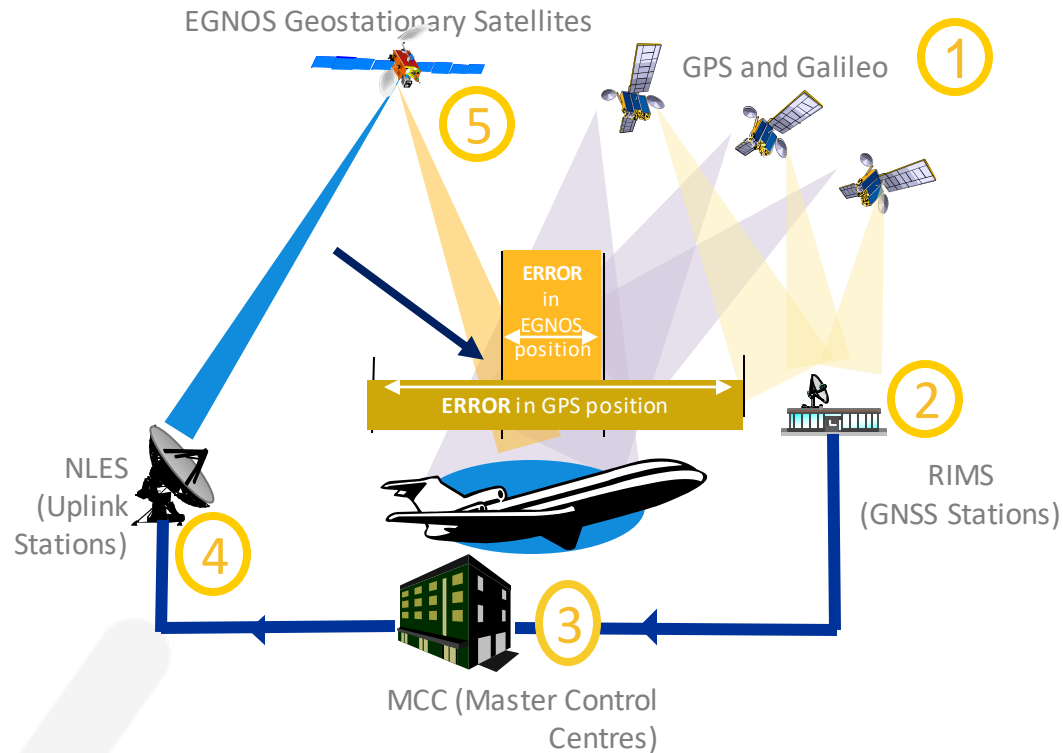 EGNOS Geostationary Satellites
GPS and Galileo
1
5
ERROR
in
EGNOS
position
ERROR in GPS position
2
NLES
(Uplink
Stations)
RIMS
(GNSS Stations)
4
3
MCC (Master Control
Centres)